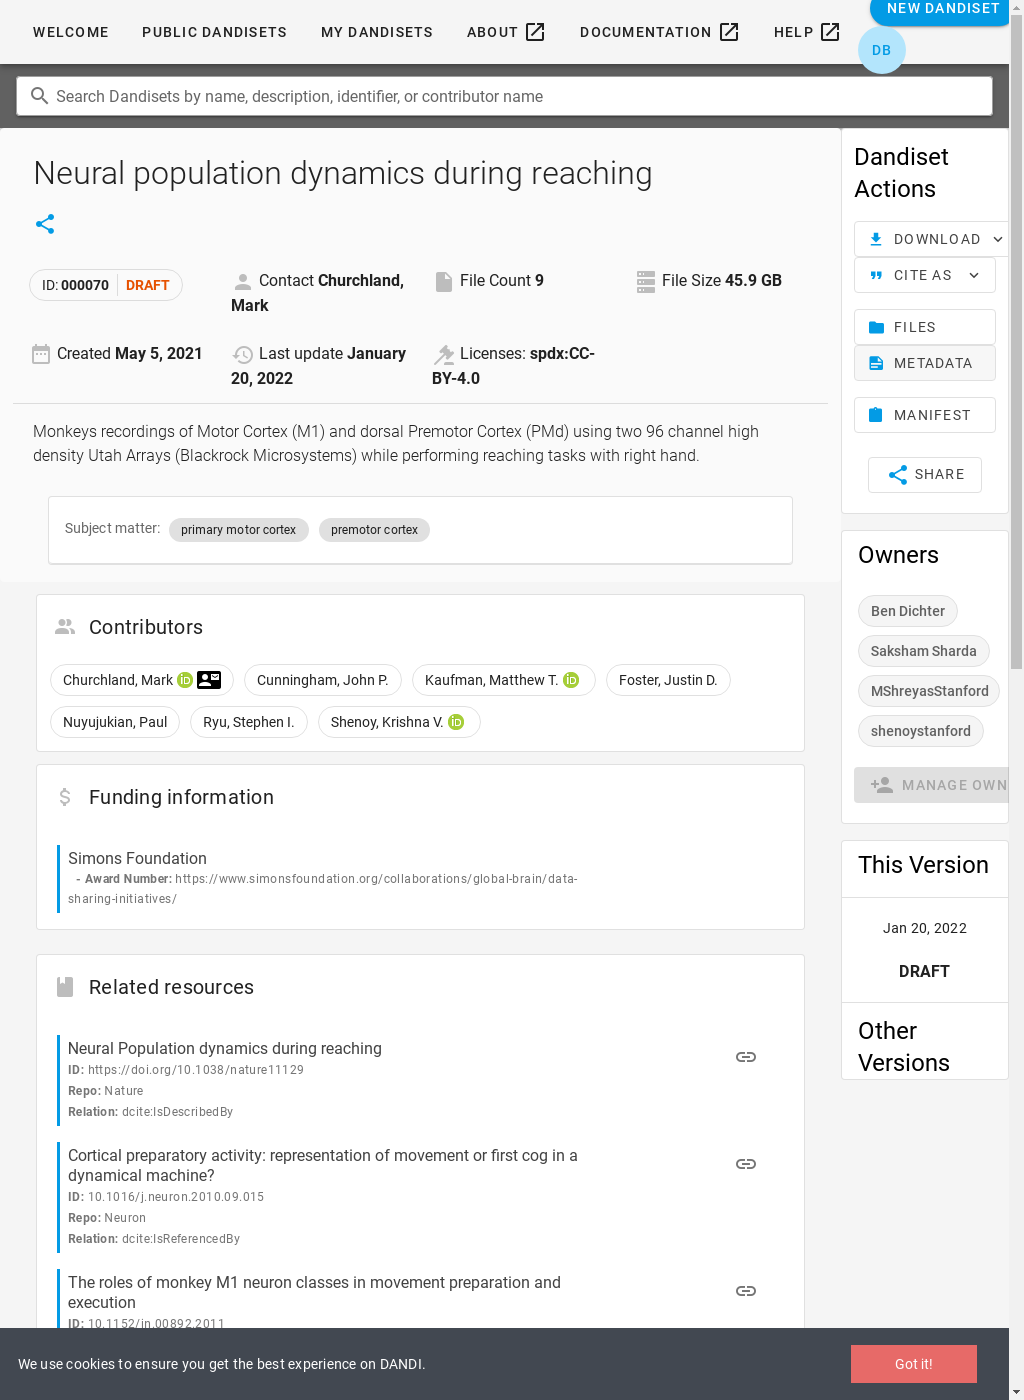 WELCOME PUBLIC DANDISETS MY DANDISETS ABOUT DOCUMENTATION HELP
NEW DANDISET
DB
Search Dandisets by name, description, identifier, or contributor name
Neural population dynamics during reaching
ID: 000070 DRAFT
Contact Churchland,
Mark
File Count 9
File Size 45.9 GB
Created May 5, 2021
Last update January
20, 2022
Licenses: spdx:CC-
BY-4.0
Monkeys recordings of Motor Cortex (M1) and dorsal Premotor Cortex (PMd) using two 96 channel high
density Utah Arrays (Blackrock Microsystems) while performing reaching tasks with right hand.
Subject matter: primary motor cortex premotor cortex
Contributors
Churchland, Mark iD Cunningham, John P. Kaufman, Matthew T. iD Foster, Justin D.
Nuyujukian, Paul Ryu, Stephen I. Shenoy, Krishna V. iD
Funding information
Simons Foundation
- Award Number: https://www.simonsfoundation.org/collaborations/global-brain/data-
sharing-initiatives/
Related resources
Neural Population dynamics during reaching
ID: https://doi.org/10.1038/nature11129
Repo: Nature
Relation: dcite:IsDescribedBy
Cortical preparatory activity: representation of movement or first cog in a
dynamical machine?
ID: 10.1016/j.neuron.2010.09.015
Repo: Neuron
Relation: dcite:IsReferencedBy
The roles of monkey M1 neuron classes in movement preparation and
execution
ID: 10.1152/jn.00892.2011
Dandiset
Actions
DOWNLOAD
CITE AS
FILES
METADATA
MANIFEST
SHARE
Owners
Ben Dichter
Saksham Sharda
MShreyasStanford
shenoystanford
MANAGE OWN
This Version
Jan 20, 2022
DRAFT
Other
Versions
We use cookies to ensure you get the best experience on DANDI.
Got it!